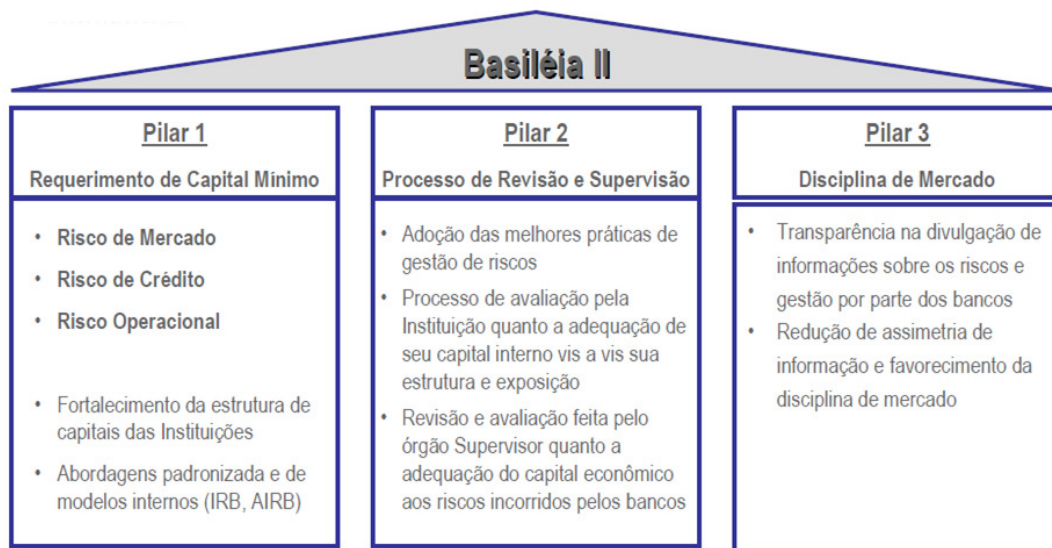 Basiléia II
Pilar 1
Requerimento de Capital Mínimo
• Risco de Mercado
• Risco de Crédito
• Risco Operacional
• Fortalecimento da estrutura de
capitais das Instituições
• Abordagens padronizada e de
modelos internos (IRB, AIRB)
Pilar 2
Processo de Revisão e Supervisão
• Adoção das melhores práticas de
gestão de riscos
• Processo de avaliação pela
Instituição quanto a adequação de
seu capital interno vis a vis sua
estrutura e exposição
• Revisão e avaliação feita pelo
órgão Supervisor quanto a
adequação do capital econômico
aos riscos incorridos pelos bancos
Pilar 3
Disciplina de Mercado
• Transparência na divulgação de
informações sobre os riscos e
gestão por parte dos bancos
• Redução de assimetria de
informação e favorecimento da
disciplina de mercado